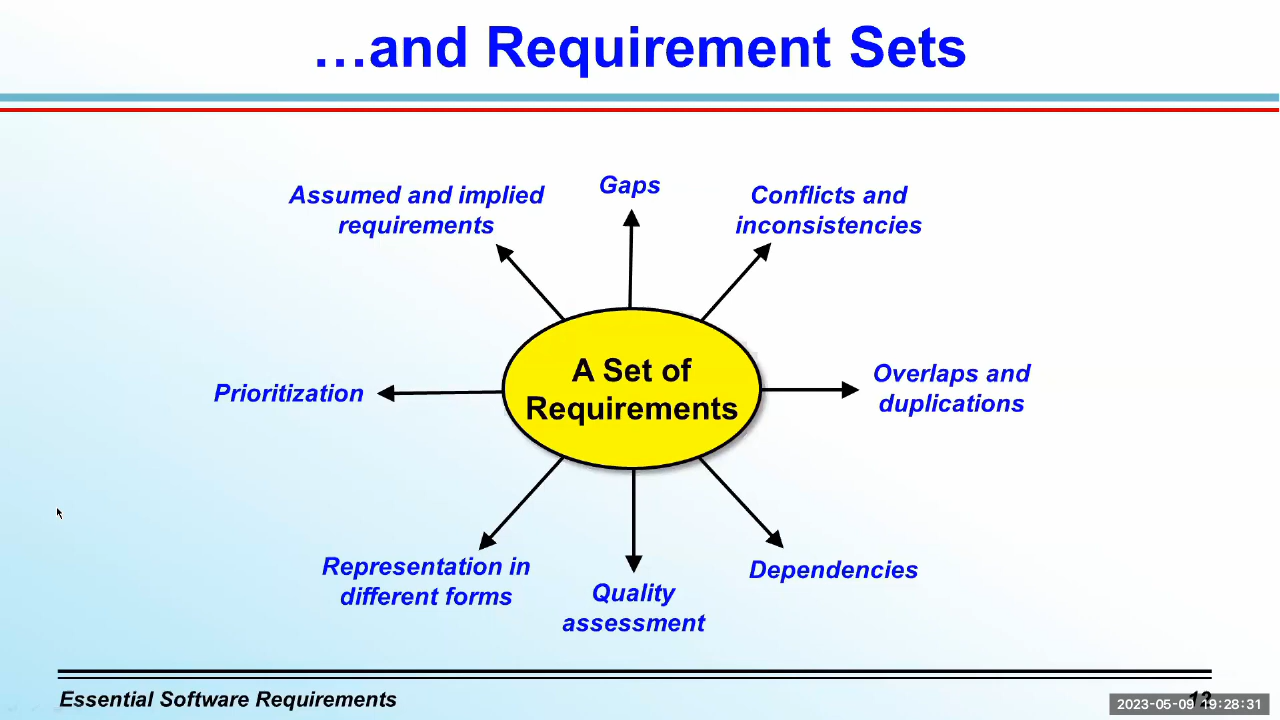 …and Requirement Sets
Assumed and implied
requirements
Gaps
Conflicts and
inconsistencies
Prioritization
A Set of
Requirements
Overlaps and
duplications
Representation in
different forms
Quality
assessment
Dependencies
Essential Software Requirements
2023-05-09 19:28:31